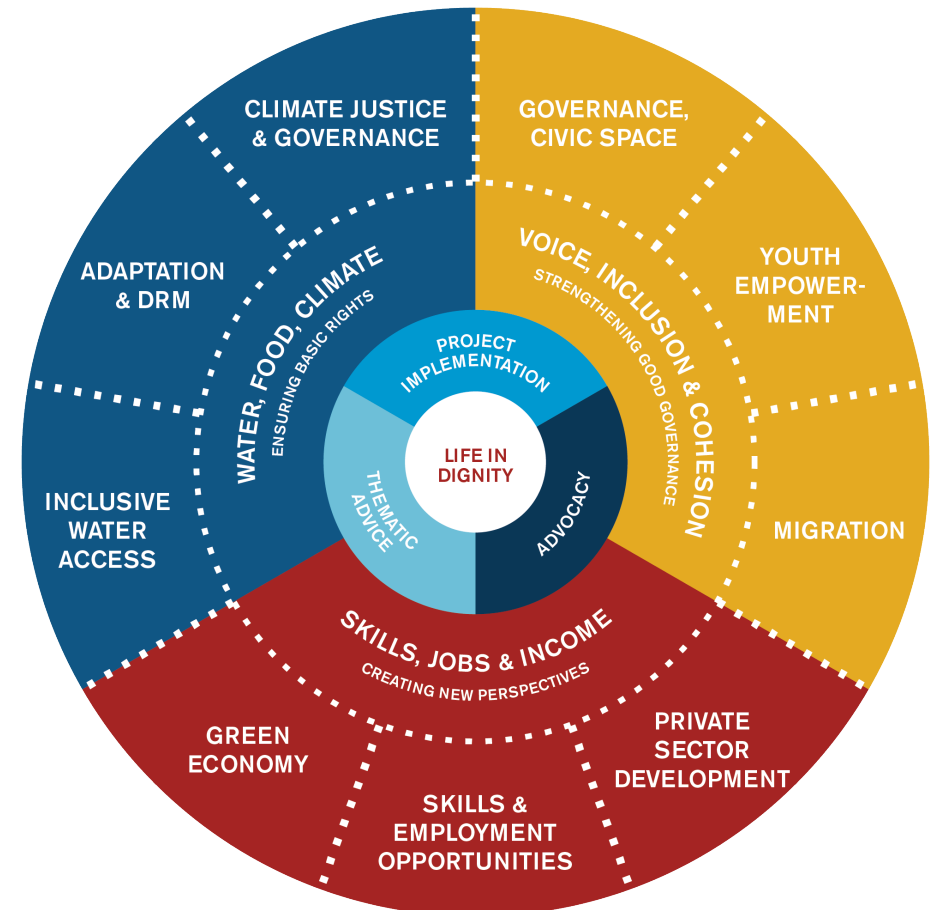 CLIMATE JUSTICE
& GOVERNANCE
GOVERNANCE,
CIVIC SPACE
ADAPTATION
& DRM
YOUTH
EMPOWER-
MENT
WATER, FOOD, CLIMATE
ENSURING BASIC RIGHTS
VOICE, INCLUSION & COHESION
STRENGTHENING GOOD GOVERNANCE
PROJECT
IMPLEMENTATION
LIFE IN
DIGNITY
THEMATIC
ADVICE
ADVOCACY
INCLUSIVE
WATER
ACCESS
MIGRATION
SKILLS, JOBS & INCOME
CREATING NEW PERSPECTIVES
GREEN
ECONOMY
SKILLS &
EMPLOYMENT
OPPORTUNITIES
PRIVATE
SECTOR
DEVELOPMENT